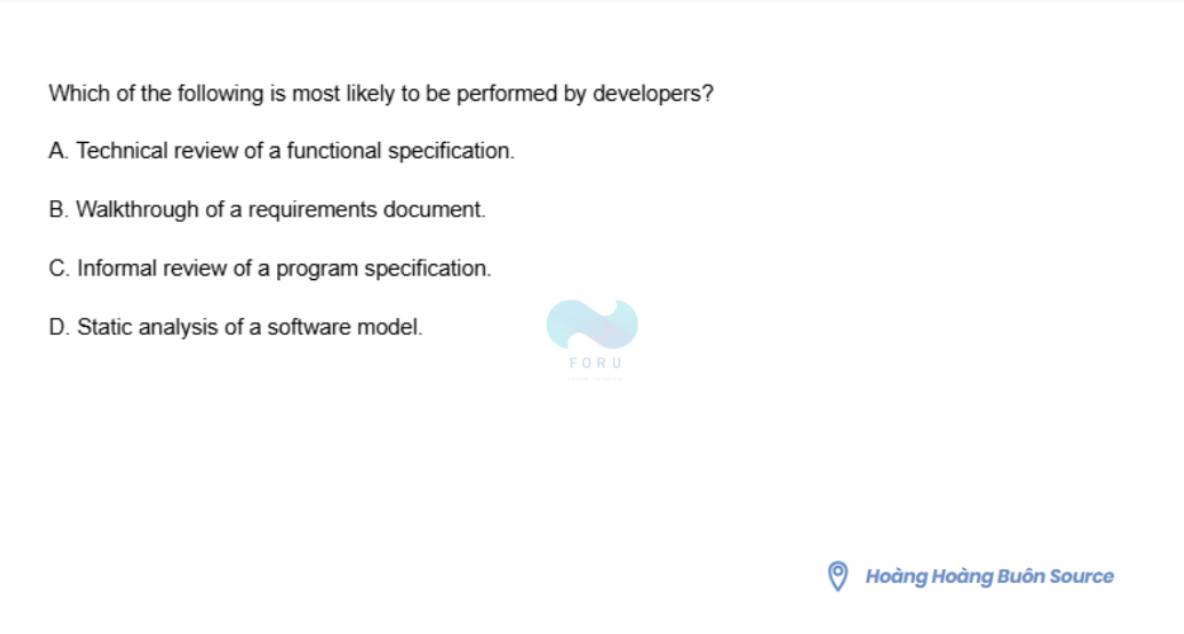 Which of the following is most likely to be performed by developers?
A. Technical review of a functional specification.
B. Walkthrough of a requirements document.
C. Informal review of a program specification.
D. Static analysis of a software model.
FORU
Hoàng Hoàng Buôn Source